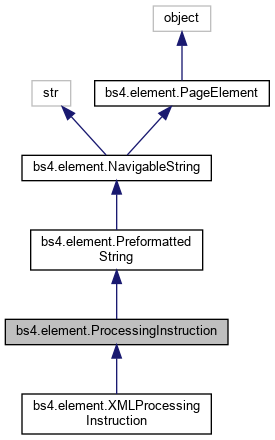 object
str
bs4.element.PageElement
bs4.element.NavigableString
bs4.element.Preformatted
String
bs4.element.ProcessingInstruction
bs4.element.XMLProcessing
Instruction